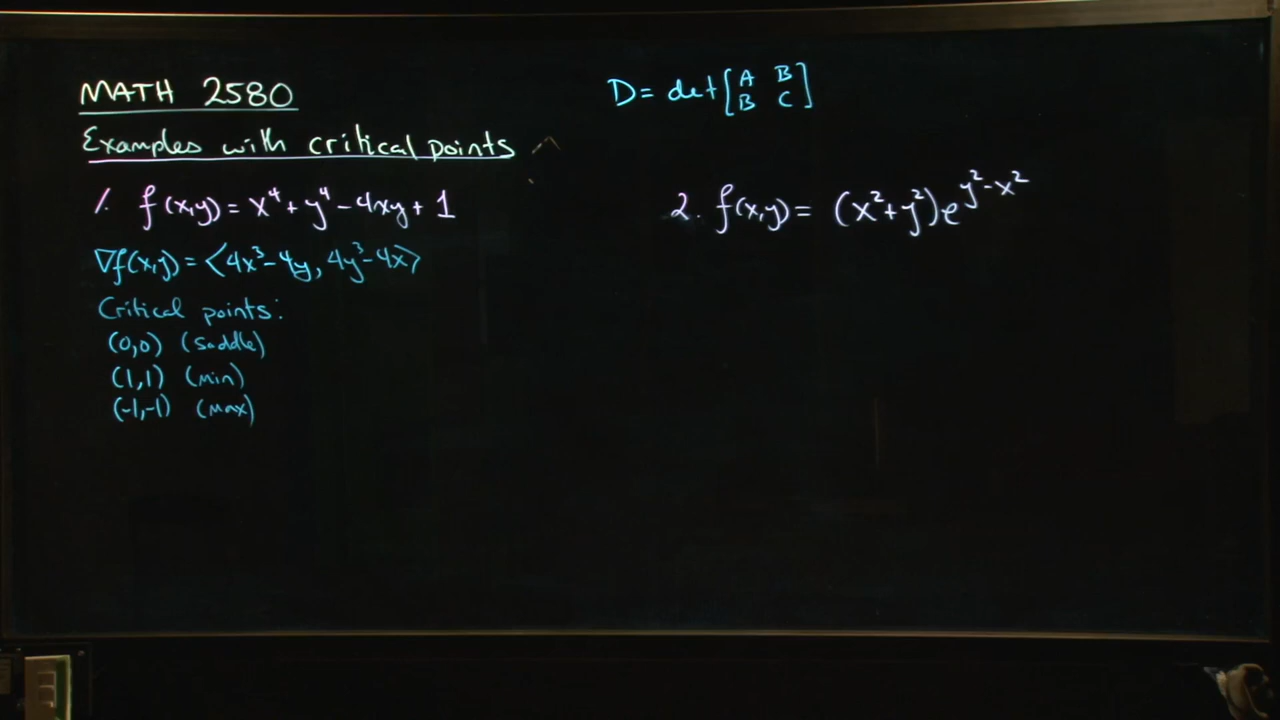 MATH 2580
Examples with critical points
1. f(x,y) = x⁴ + y⁴ - 4xy + 1
∇f(x,y) = ⟨4x³ - 4y, 4y³ - 4x⟩
Critical points:
(0,0) (saddle)
(1,1) (min)
(-1,-1) (max)
D = det [A B
B C]
2. f(x,y) = (x² + y²)e^{y² - x²}